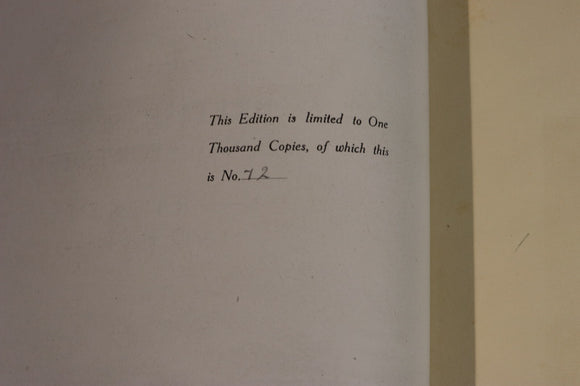 This Edition is limited to One
Thousand Copies, of which this
is No. 72